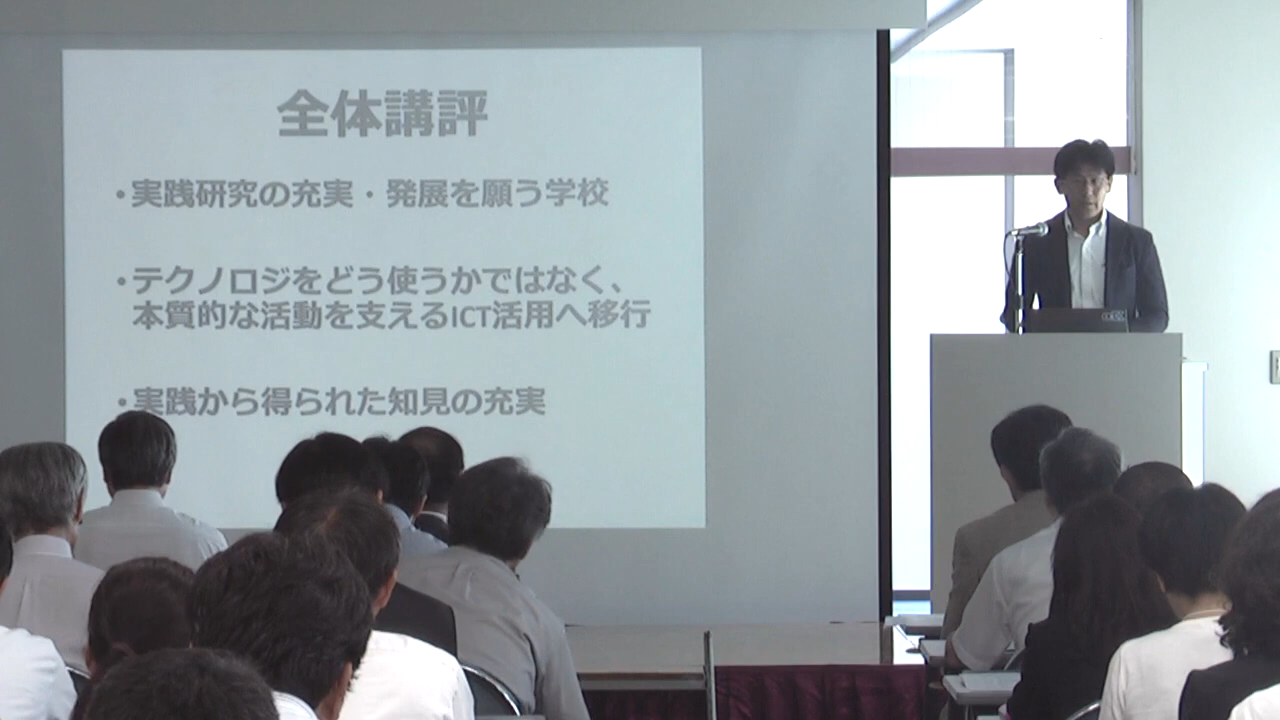 全体講評
・実践研究の充実・発展を願う学校
・テクノロジをどう使うかではなく、
本質的な活動を支えるICT活用へ移行
・実践から得られた知見の充実